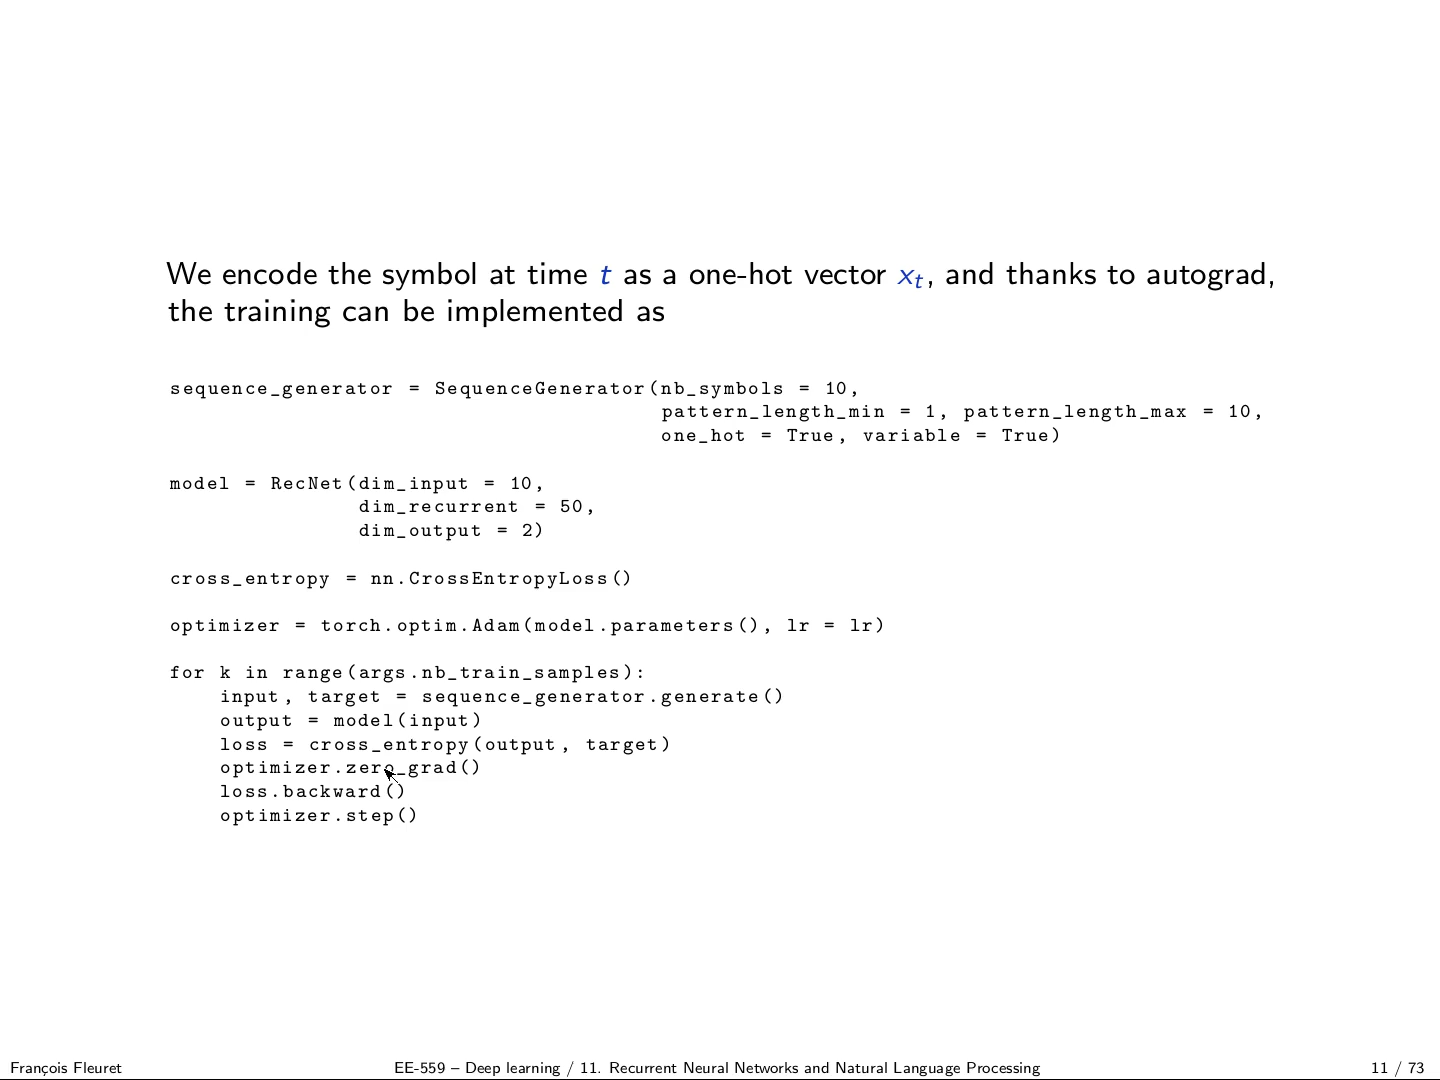 We encode the symbol at time t as a one-hot vector x_t, and thanks to autograd,
the training can be implemented as
sequence_generator = SequenceGenerator(nb_symbols = 10,
                                       pattern_length_min = 1, pattern_length_max = 10,
                                       one_hot = True, variable = True)
model = RecNet(dim_input = 10,
               dim_recurrent = 50,
               dim_output = 2)
cross_entropy = nn.CrossEntropyLoss()
optimizer = torch.optim.Adam(model.parameters(), lr = lr)
for k in range(args.nb_train_samples):
    input, target = sequence_generator.generate()
    output = model(input)
    loss = cross_entropy(output, target)
    optimizer.zero_grad()
    loss.backward()
    optimizer.step()
François Fleuret EE-559 – Deep learning / 11. Recurrent Neural Networks and Natural Language Processing 11 / 73